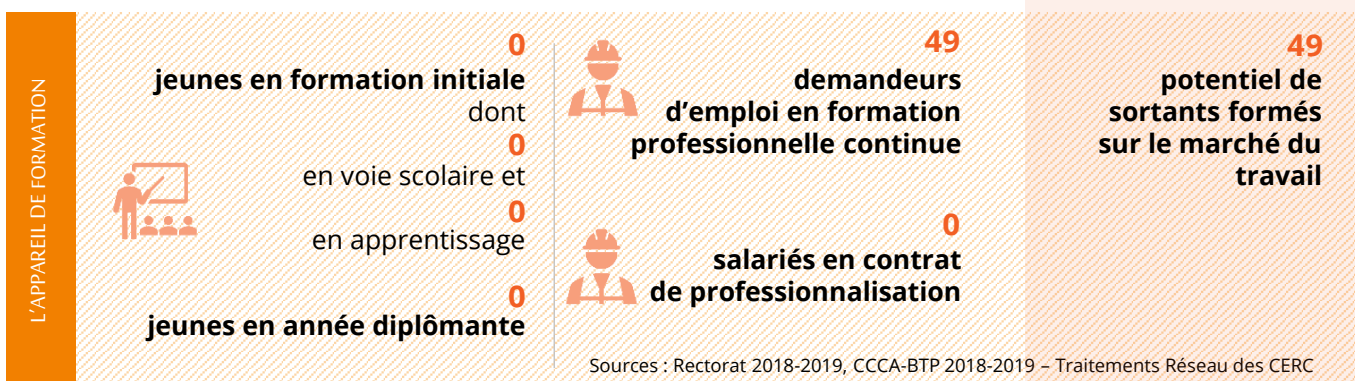 L'APPAREIL DE FORMATION
0
jeunes en formation initiale
dont
0
en voie scolaire et
0
en apprentissage
0
jeunes en année diplômante
49
demandeurs
d'emploi en formation
professionnelle continue
0
salariés en contrat
de professionnalisation
49
potentiel de
sortants formés
sur le marché du
travail
Sources : Rectorat 2018-2019, CCCA-BTP 2018-2019 – Traitements Réseau des CERC